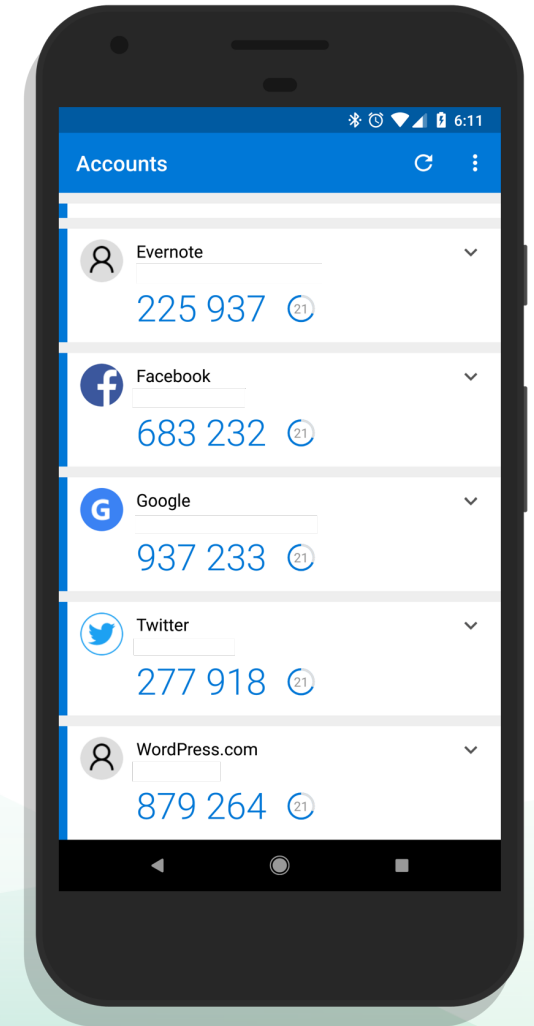 6:11
Accounts
Evernote
225 937 21
Facebook
683 232 21
G
Google
937 233 21
Twitter
277 918 21
WordPress.com
879 264 21